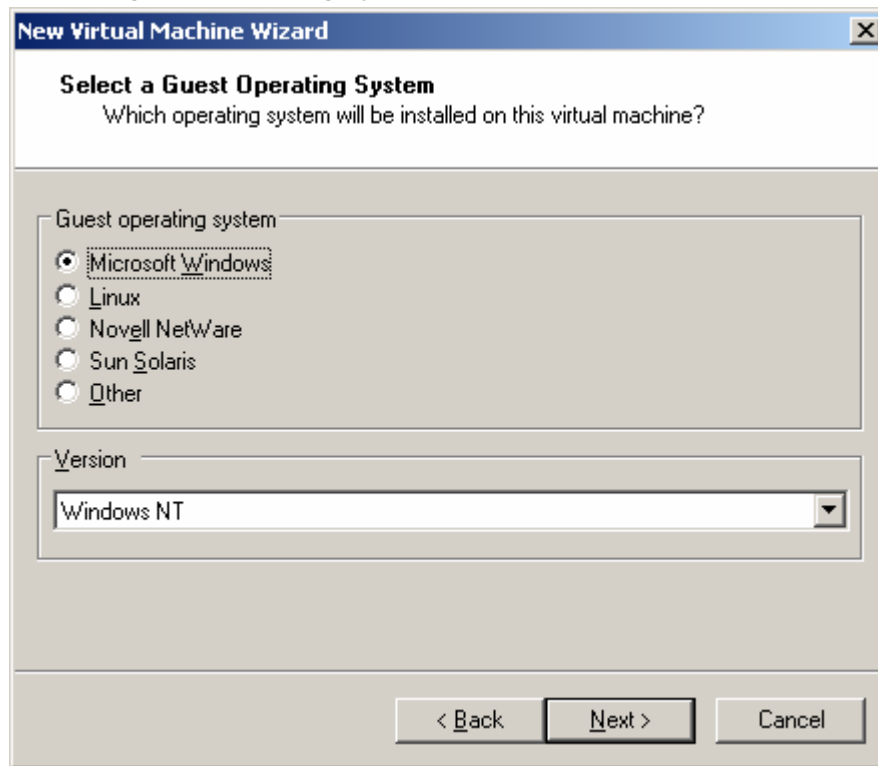 New Virtual Machine Wizard
Select a Guest Operating System
Which operating system will be installed on this virtual machine?
Guest operating system
Microsoft Windows
Linux
Novell NetWare
Sun Solaris
Other
Version
Windows NT
< Back Next > Cancel